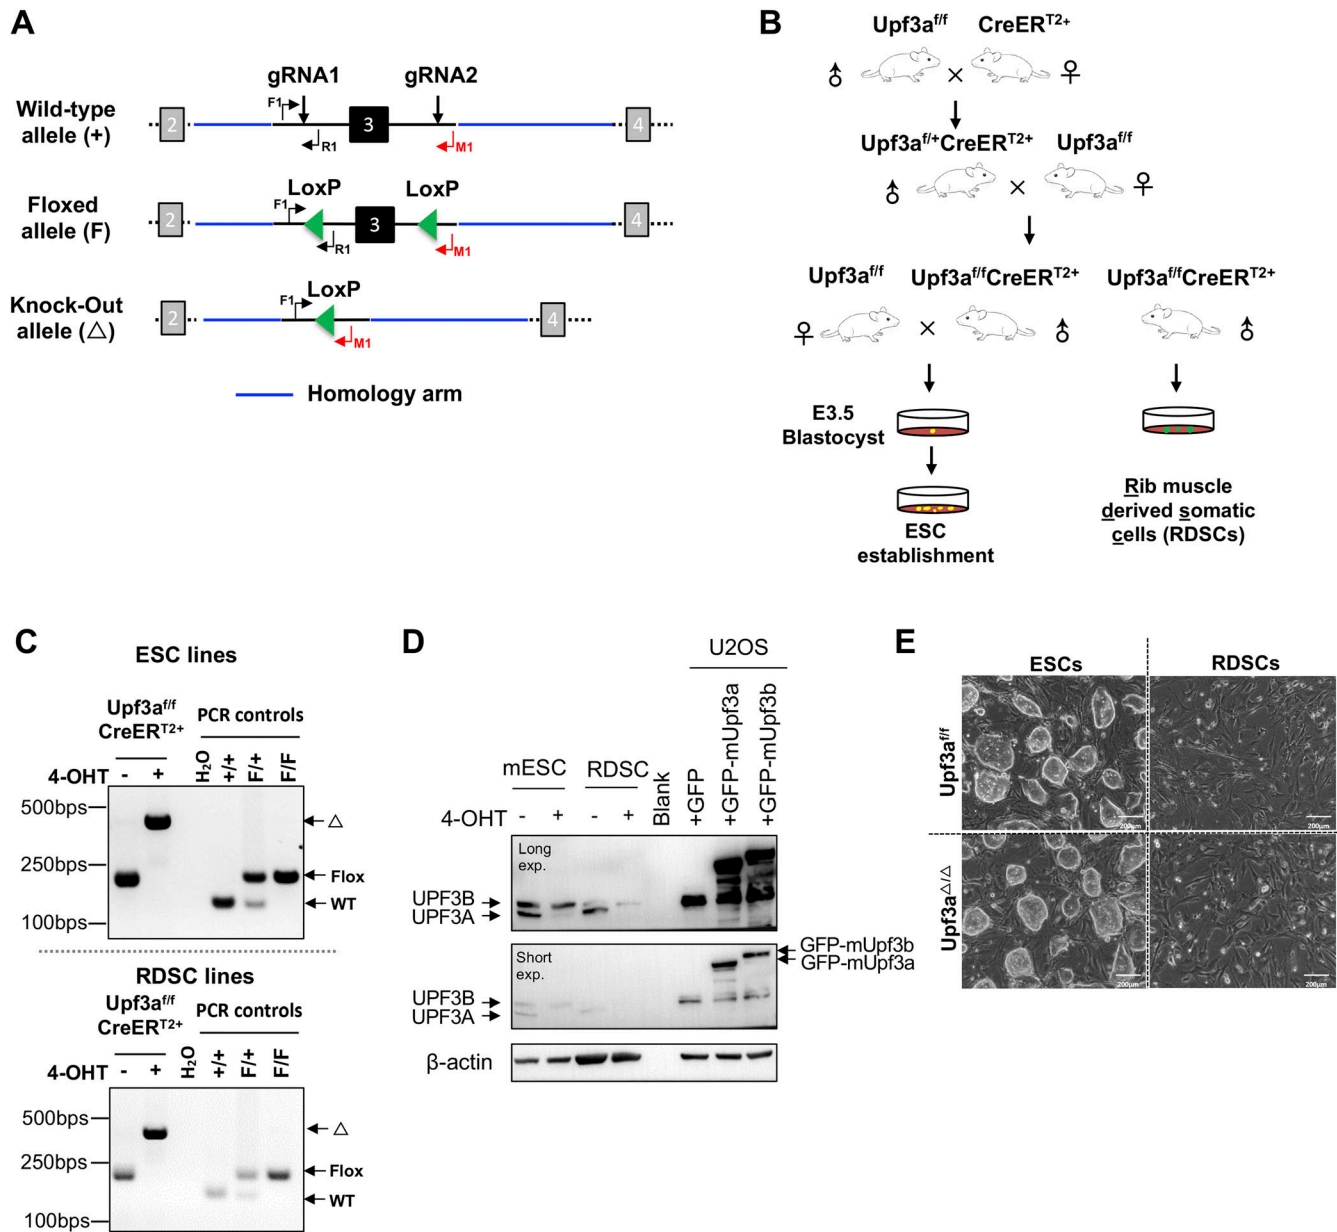 A
gRNA1 gRNA2
Wild-type
allele (+)
2 F1 3 4
R1 M1
LoxP LoxP
Floxed
allele (F)
2 F1 3 4
R1 M1
LoxP
Knock-Out
allele (△)
2 F1 4
M1
Homology arm
B
Upf3a^f/f CreER^T2+
♂ × ♀
Upf3a^f/+CreER^T2+ Upf3a^f/f
♂ × ♀
Upf3a^f/f Upf3a^f/fCreER^T2+ Upf3a^f/fCreER^T2+
♀ × ♂ ♂
E3.5
Blastocyst
ESC
establishment
Rib muscle
derived somatic
cells (RDSCs)
C
ESC lines
Upf3a^f/f
CreER^T2+
PCR controls
4-OHT - + H₂O +/+ F/+ F/F
500bps
△
250bps
Flox
WT
100bps
RDSC lines
Upf3a^f/f
CreER^T2+
PCR controls
4-OHT - + H₂O +/+ F/+ F/F
500bps
△
250bps
Flox
WT
100bps
D
U2OS
mESC RDSC
4-OHT - + - + Blank +GFP +GFP-mUpf3a +GFP-mUpf3b
Long
exp.
UPF3B
UPF3A
Short
exp.
GFP-mUpf3b
GFP-mUpf3a
UPF3B
UPF3A
β-actin
E
ESCs RDSCs
Upf3a^f/f
200μm 200μm
Upf3a^△/△
200μm 200μm